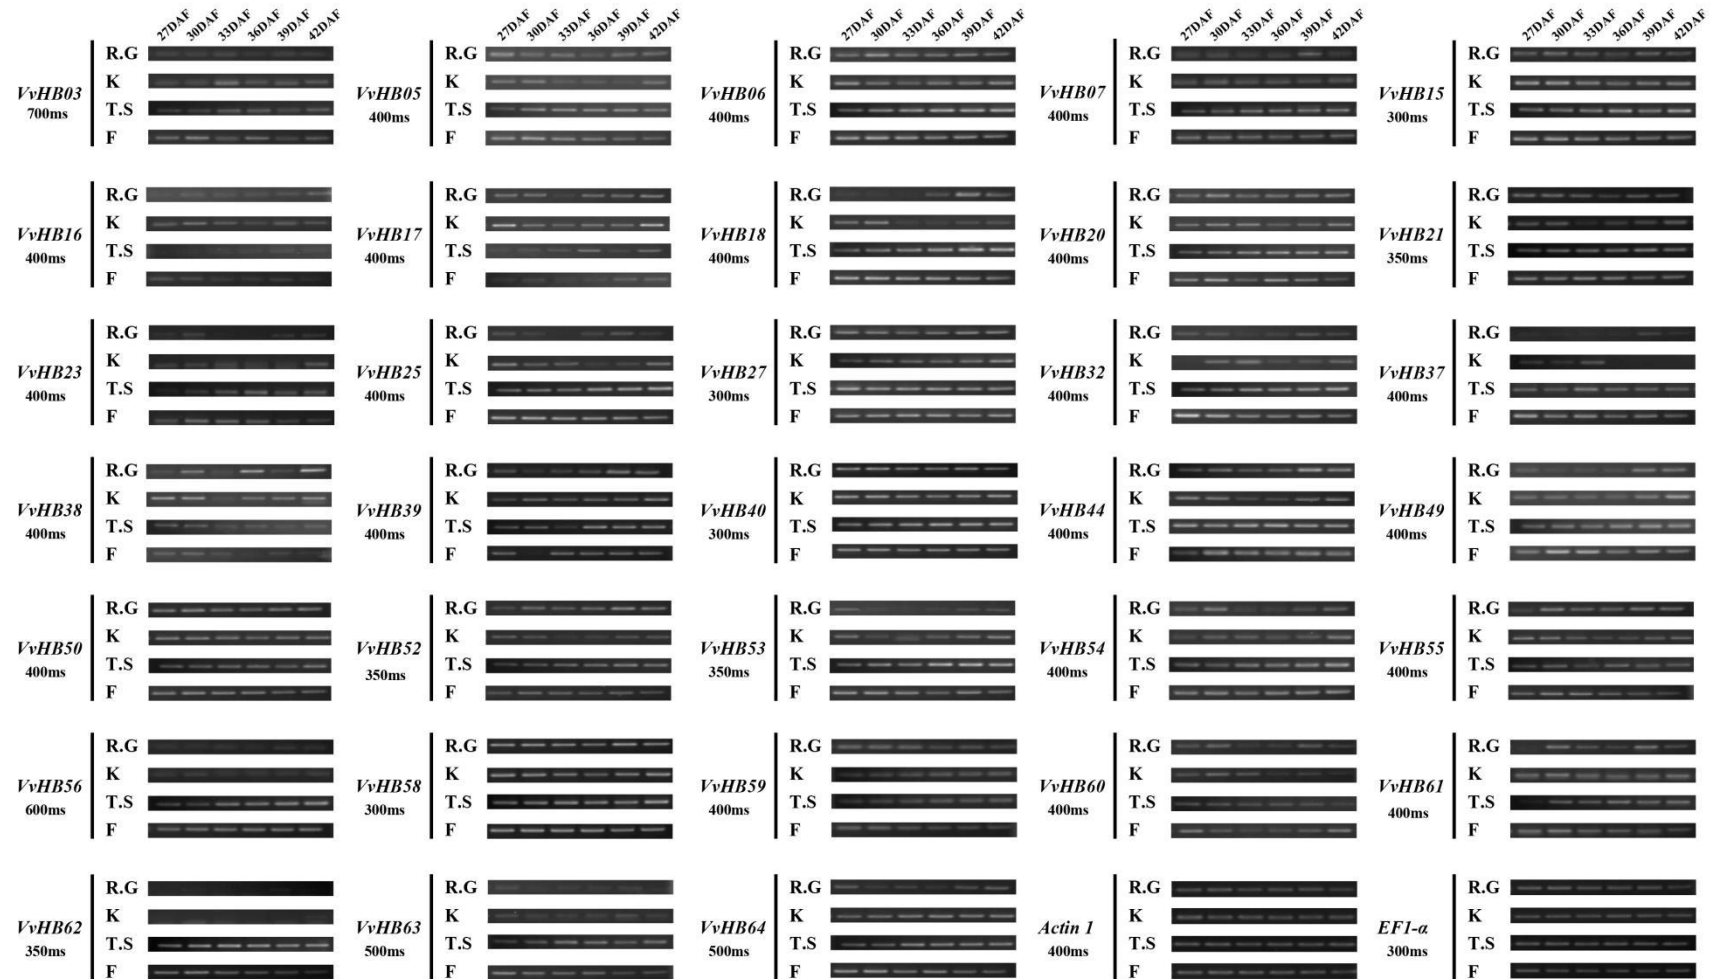 27DAF 30DAF 33DAF 36DAF 39DAF 42DAF 27DAF 30DAF 33DAF 36DAF 39DAF 42DAF 27DAF 30DAF 33DAF 36DAF 39DAF 42DAF 27DAF 30DAF 33DAF 36DAF 39DAF 42DAF 27DAF 30DAF 33DAF 36DAF 39DAF 42DAF
VvHB03
700ms
R.G
K
T.S
F
VvHB05
400ms
R.G
K
T.S
F
VvHB06
400ms
R.G
K
T.S
F
VvHB07
400ms
R.G
K
T.S
F
VvHB15
300ms
R.G
K
T.S
F
VvHB16
400ms
R.G
K
T.S
F
VvHB17
400ms
R.G
K
T.S
F
VvHB18
400ms
R.G
K
T.S
F
VvHB20
400ms
R.G
K
T.S
F
VvHB21
350ms
R.G
K
T.S
F
VvHB23
400ms
R.G
K
T.S
F
VvHB25
400ms
R.G
K
T.S
F
VvHB27
300ms
R.G
K
T.S
F
VvHB32
400ms
R.G
K
T.S
F
VvHB37
400ms
R.G
K
T.S
F
VvHB38
400ms
R.G
K
T.S
F
VvHB39
400ms
R.G
K
T.S
F
VvHB40
300ms
R.G
K
T.S
F
VvHB44
400ms
R.G
K
T.S
F
VvHB49
400ms
R.G
K
T.S
F
VvHB50
400ms
R.G
K
T.S
F
VvHB52
350ms
R.G
K
T.S
F
VvHB53
350ms
R.G
K
T.S
F
VvHB54
400ms
R.G
K
T.S
F
VvHB55
400ms
R.G
K
T.S
F
VvHB56
600ms
R.G
K
T.S
F
VvHB58
300ms
R.G
K
T.S
F
VvHB59
400ms
R.G
K
T.S
F
VvHB60
400ms
R.G
K
T.S
F
VvHB61
400ms
R.G
K
T.S
F
VvHB62
350ms
R.G
K
T.S
F
VvHB63
500ms
R.G
K
T.S
F
VvHB64
500ms
R.G
K
T.S
F
Actin 1
400ms
R.G
K
T.S
F
EF1-α
300ms
R.G
K
T.S
F